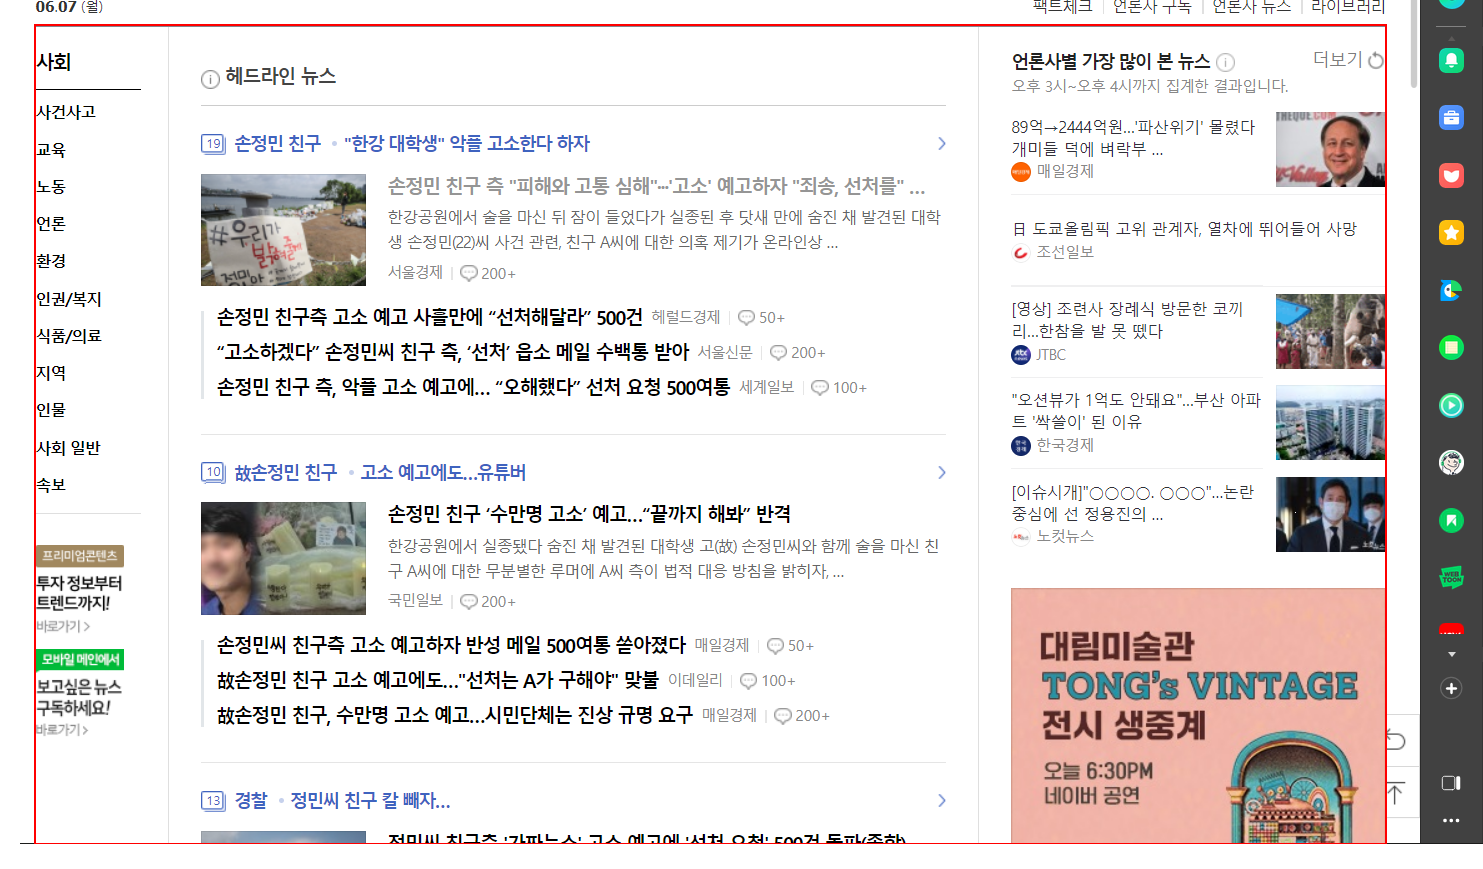 06.07 (월)
팩트체크
언론사 구독
언론사 뉴스
라이브러리
사회
사건사고
교육
노동
언론
환경
인권/복지
식품/의료
지역
인물
사회 일반
속보
프리미엄콘텐츠
투자 정보부터
트렌드까지!
바로가기 >
모바일 메인에서
보고싶은 뉴스
구독하세요!
바로가기 >
헤드라인 뉴스
19 손정민 친구 • "한강 대학생" 악플 고소한다 하자
#우리가
손정민 친구 측 "피해와 고통 심해"…'고소' 예고하자 "죄송, 선처를" ...
한강공원에서 술을 마신 뒤 잠이 들었다가 실종된 후 닷새 만에 숨진 채 발견된 대학
생 손정민(22)씨 사건 관련, 친구 A씨에 대한 의혹 제기가 온라인상 ...
서울경제 200+
손정민 친구측 고소 예고 사흘만에 “선처해달라” 500건 헤럴드경제 50+
“고소하겠다” 손정민씨 친구 측, ‘선처’ 읍소 메일 수백통 받아 서울신문 200+
손정민 친구 측, 악플 고소 예고에… “오해했다” 선처 요청 500여통 세계일보 100+
10 故손정민 친구 • 고소 예고에도...유튜버
손정민 친구 ‘수만명 고소’ 예고…“끝까지 해봐” 반격
한강공원에서 실종됐다 숨진 채 발견된 대학생 고(故) 손정민씨와 함께 술을 마신 친
구 A씨에 대한 무분별한 루머에 A씨 측이 법적 대응 방침을 밝히자, ...
국민일보 200+
손정민씨 친구측 고소 예고하자 반성 메일 500여통 쏟아졌다 매일경제 50+
故손정민 친구 고소 예고에도…"선처는 A가 구해야" 맞불 이데일리 100+
故손정민 친구, 수만명 고소 예고…시민단체는 진상 규명 요구 매일경제 200+
13 경찰 • 정민씨 친구 칼 빼자...
정민씨 친구측 '가짜뉴스' 고소 예고에 '선처 요청' 500건 돌파(종합)
언론사별 가장 많이 본 뉴스
더보기
오후 3시~오후 4시까지 집계한 결과입니다.
89억→2444억원…'파산위기' 몰렸다
개미들 덕에 벼락부 ...
매일경제
日 도쿄올림픽 고위 관계자, 열차에 뛰어들어 사망
조선일보
[영상] 조련사 장례식 방문한 코끼
리…한참을 발 못 뗐다
JTBC
"오션뷰가 1억도 안돼요"…부산 아파
트 '싹쓸이' 된 이유
한국경제
[이슈시개]"○○○○. ○○○"…논란
중심에 선 정용진의 ...
노컷뉴스
대림미술관
TONG's VINTAGE
전시 생중계
오늘 6:30PM
네이버 공연
WEB
TOON